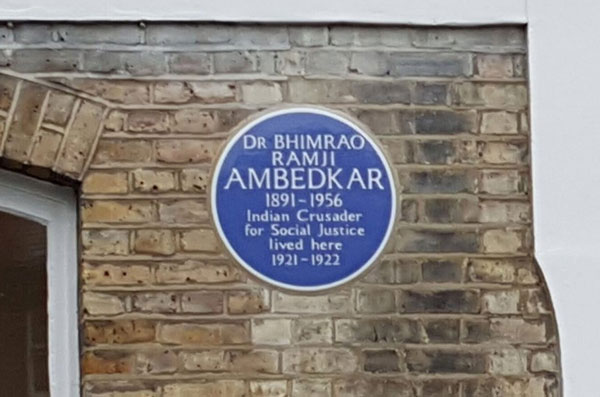 DR BHIMRAO
RAMJI
AMBEDKAR
1891-1956
Indian Crusader
for Social Justice
lived here
1921-1922